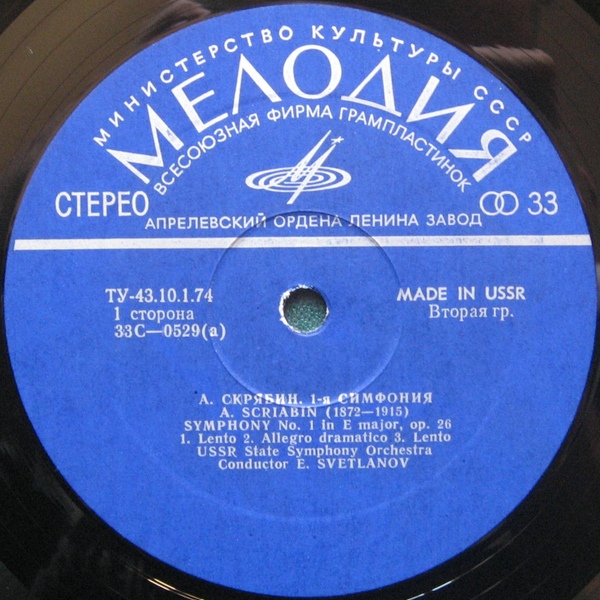 МИНИСТЕРСТВО КУЛЬТУРЫ СССР
МЕЛОДИЯ
ВСЕСОЮЗНАЯ ФИРМА ГРАМПЛАСТИНОК
СТЕРЕО
33
АПРЕЛЕВСКИЙ ОРДЕНА ЛЕНИНА ЗАВОД
ТУ-43.10.1.74
1 сторона
33С—0529(а)
MADE IN USSR
Вторая гр.
А. СКРЯБИН. 1-я СИМФОНИЯ
A. SCRIABIN (1872—1915)
SYMPHONY No. 1 in E major, op. 26
1. Lento 2. Allegro dramatico 3. Lento
USSR State Symphony Orchestra
Conductor E. SVETLANOV